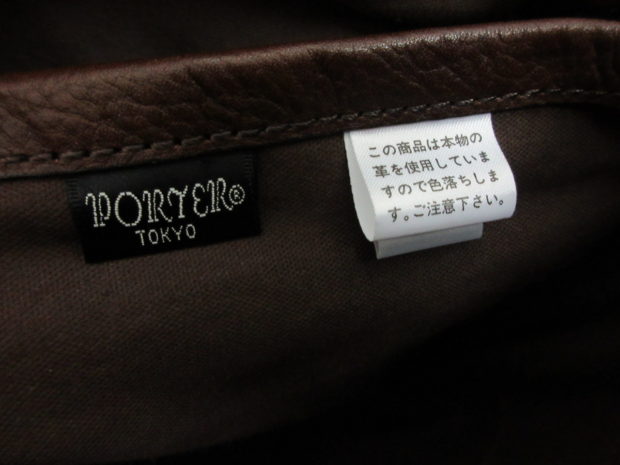 PORTER®
TOKYO
この商品は本物の
革を使用していま
すので色落ちしま
す。ご注意下さい。